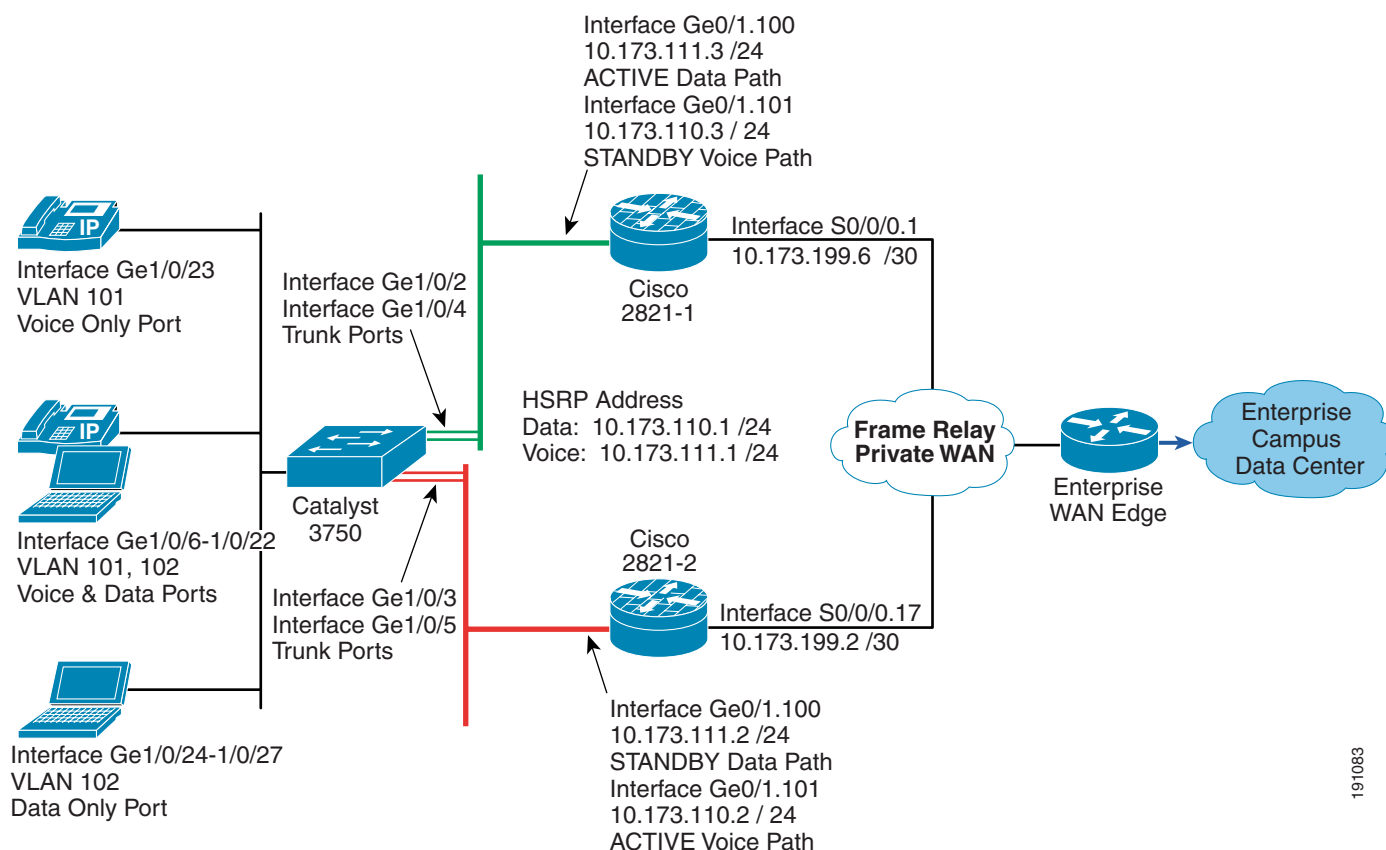 Interface Ge0/1.100
10.173.111.3 /24
ACTIVE Data Path
Interface Ge0/1.101
10.173.110.3 / 24
STANDBY Voice Path
IP
Interface Ge1/0/23
VLAN 101
Voice Only Port
Interface Ge1/0/2
Interface Ge1/0/4
Trunk Ports
Cisco
2821-1
Interface S0/0/0.1
10.173.199.6 /30
IP
Interface Ge1/0/6-1/0/22
VLAN 101, 102
Voice & Data Ports
Catalyst
3750
HSRP Address
Data: 10.173.110.1 /24
Voice: 10.173.111.1 /24
Frame Relay
Private WAN
Enterprise
WAN Edge
Enterprise
Campus
Data Center
Interface Ge1/0/3
Interface Ge1/0/5
Trunk Ports
Cisco
2821-2
Interface S0/0/0.17
10.173.199.2 /30
Interface Ge1/0/24-1/0/27
VLAN 102
Data Only Port
Interface Ge0/1.100
10.173.111.2 /24
STANDBY Data Path
Interface Ge0/1.101
10.173.110.2 / 24
ACTIVE Voice Path
191083